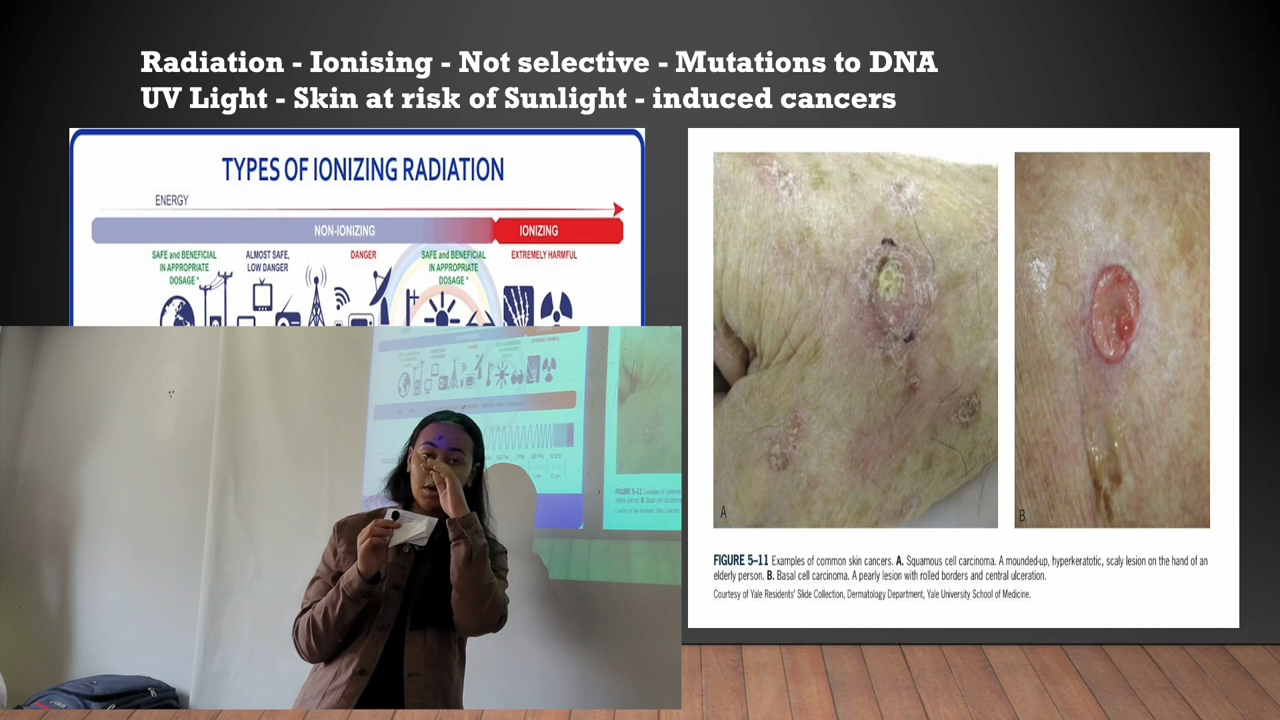 Radiation - Ionising - Not selective - Mutations to DNA
UV Light - Skin at risk of Sunlight - induced cancers
TYPES OF IONIZING RADIATION
ENERGY
NON-IONIZING
IONIZING
SAFE and BENEFICIAL
IN APPROPRIATE
DOSAGE *
ALMOST SAFE,
LOW DANGER
DANGER
SAFE and BENEFICIAL
IN APPROPRIATE
DOSAGE *
EXTREMELY HARMFUL
A
B
FIGURE 5–11 Examples of common skin cancers. A. Squamous cell carcinoma. A mounded-up, hyperkeratotic, scaly lesion on the hand of an
elderly person. B. Basal cell carcinoma. A pearly lesion with rolled borders and central ulceration.
Courtesy of Yale Residents' Slide Collection, Dermatology Department, Yale University School of Medicine.